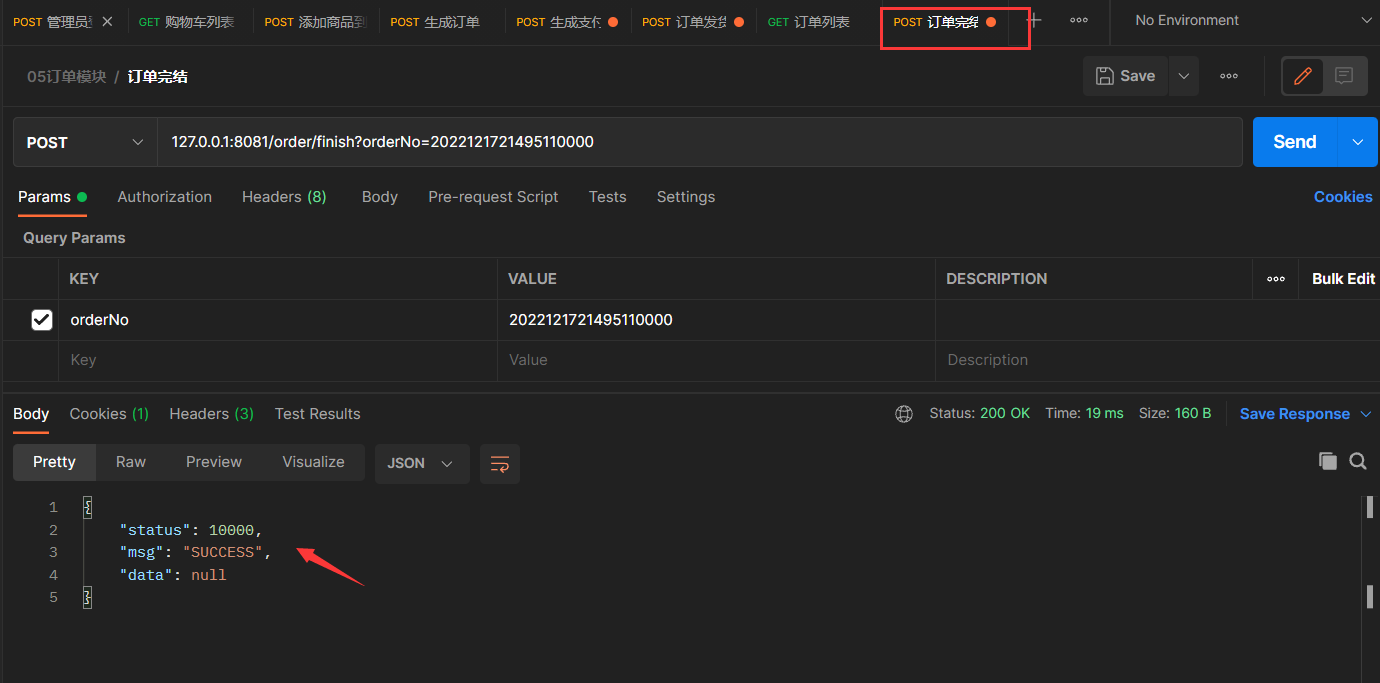 POST 管理员 GET 购物车列表 POST 添加商品到 POST 生成订单 POST 生成支付 POST 订单发货 GET 订单列表 POST 订单完结 No Environment
05订单模块 / 订单完结 Save
POST 127.0.0.1:8081/order/finish?orderNo=2022121721495110000 Send
Params Authorization Headers (8) Body Pre-request Script Tests Settings Cookies
Query Params
KEY VALUE DESCRIPTION Bulk Edit
orderNo 2022121721495110000
Key Value Description
Body Cookies (1) Headers (3) Test Results Status: 200 OK Time: 19 ms Size: 160 B Save Response
Pretty Raw Preview Visualize JSON
1 {
2 "status": 10000,
3 "msg": "SUCCESS",
4 "data": null
5 }